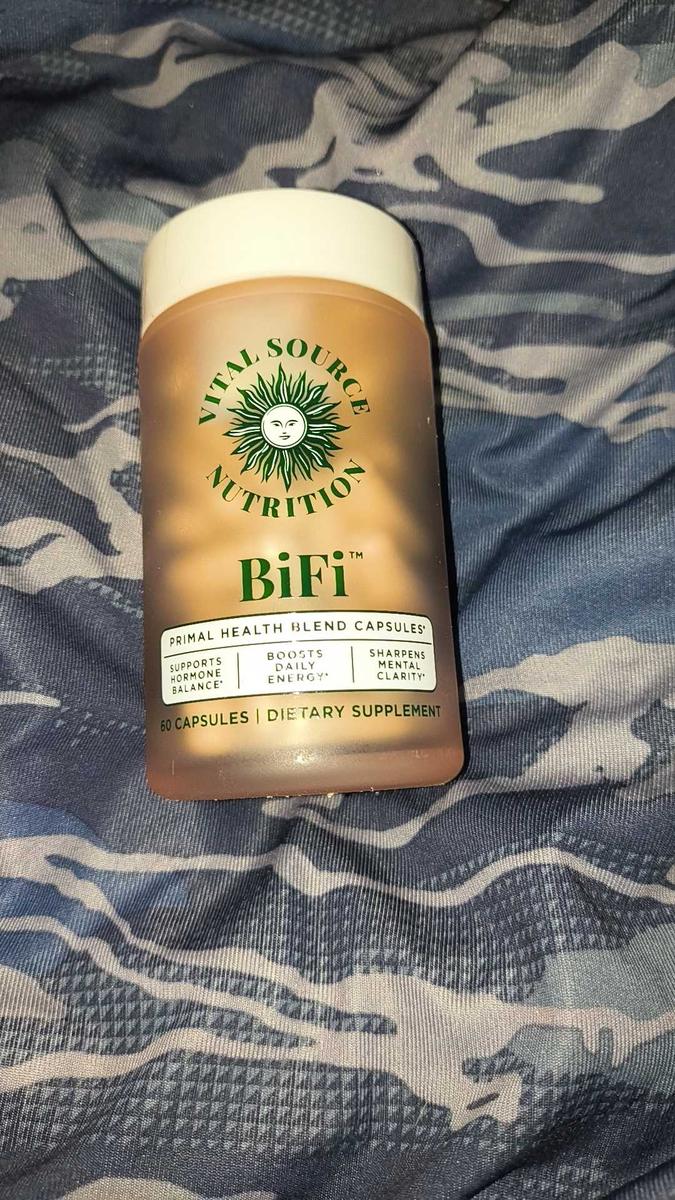 VITAL SOURCE
NUTRITION
BiFi™
PRIMAL HEALTH BLEND CAPSULES*
SUPPORTS
HORMONE
BALANCE*
BOOSTS
DAILY
ENERGY*
SHARPENS
MENTAL
CLARITY*
60 CAPSULES | DIETARY SUPPLEMENT